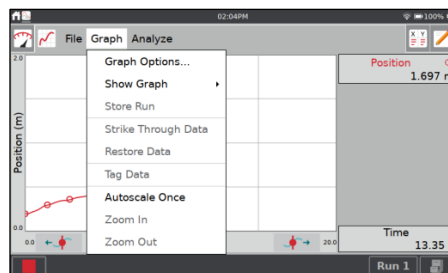 02:04PM
100%
File Graph Analyze
X Y
Graph Options...
Show Graph
Store Run
Strike Through Data
Restore Data
Tag Data
Autoscale Once
Zoom In
Zoom Out
2.0
Position (m)
0.0
0.0
20.0
Position
1.697
Time
13.35
Run 1